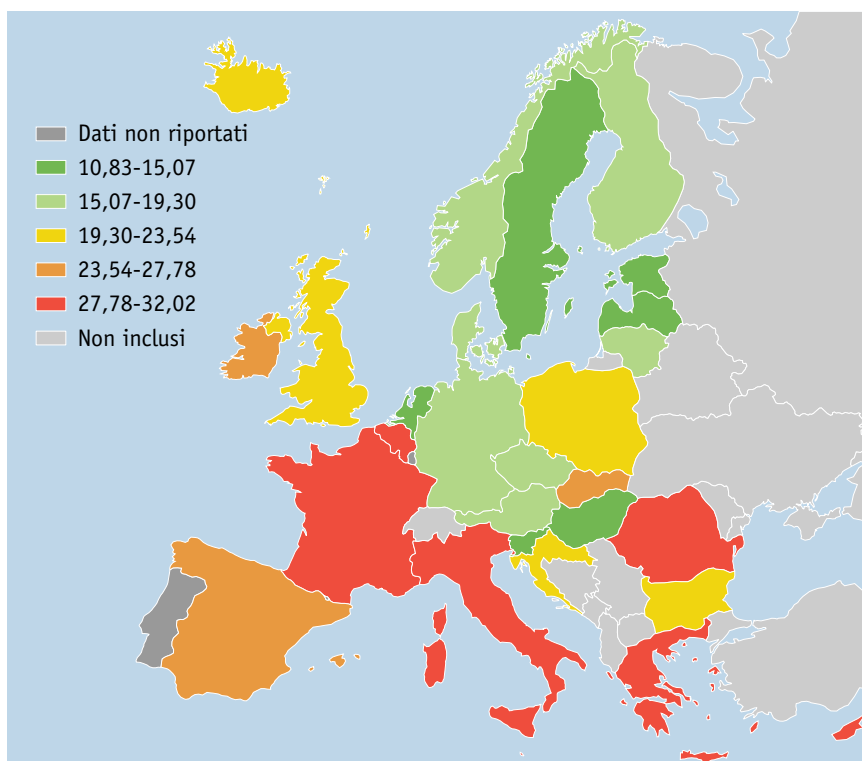 Dati non riportati
10,83-15,07
15,07-19,30
19,30-23,54
23,54-27,78
27,78-32,02
Non inclusi